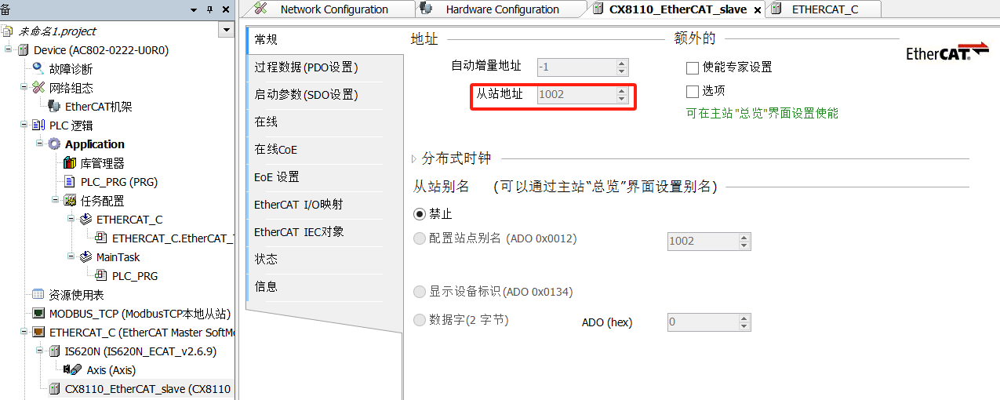 备
未命名1.project
Device (AC802-0222-U0R0)
故障诊断
网络组态
EtherCAT机架
PLC 逻辑
Application
库管理器
PLC_PRG (PRG)
任务配置
ETHERCAT_C
ETHERCAT_C.EtherCAT_
MainTask
PLC_PRG
资源使用表
MODBUS_TCP (ModbusTCP本地从站)
ETHERCAT_C (EtherCAT Master SoftMo
IS620N (IS620N_ECAT_v2.6.9)
Axis (Axis)
CX8110_EtherCAT_slave (CX8110
Network Configuration
Hardware Configuration
CX8110_EtherCAT_slave
ETHERCAT_C
常规
过程数据(PDO设置)
启动参数(SDO设置)
在线
在线CoE
EoE 设置
EtherCAT I/O映射
EtherCAT IEC对象
状态
信息
地址
自动增量地址 -1
从站地址 1002
额外的
使能专家设置
选项
可在主站"总览"界面设置使能
EtherCAT
分布式时钟
从站别名 (可以通过主站“总览”界面设置别名)
禁止
配置站点别名 (ADO 0x0012) 1002
显示设备标识(ADO 0x0134)
数据字(2 字节) ADO (hex) 0